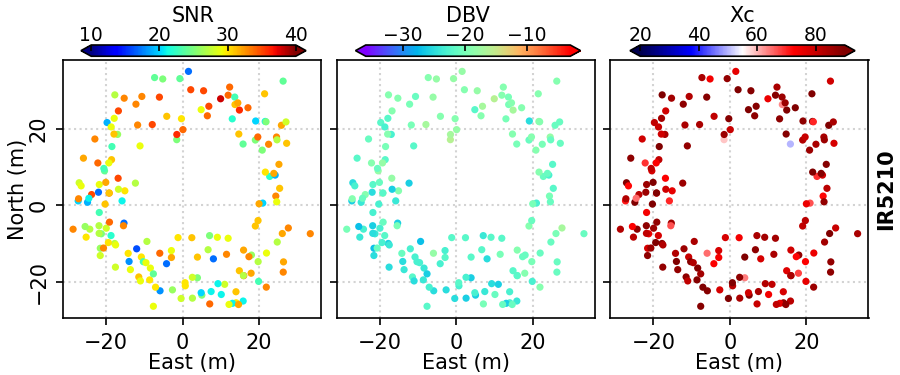 SNR DBV Xc
10 20 30 40 −30 −20 −10 20 40 60 80
20
0
−20
North (m)
IR5210
−20 0 20 −20 0 20 −20 0 20
East (m) East (m) East (m)